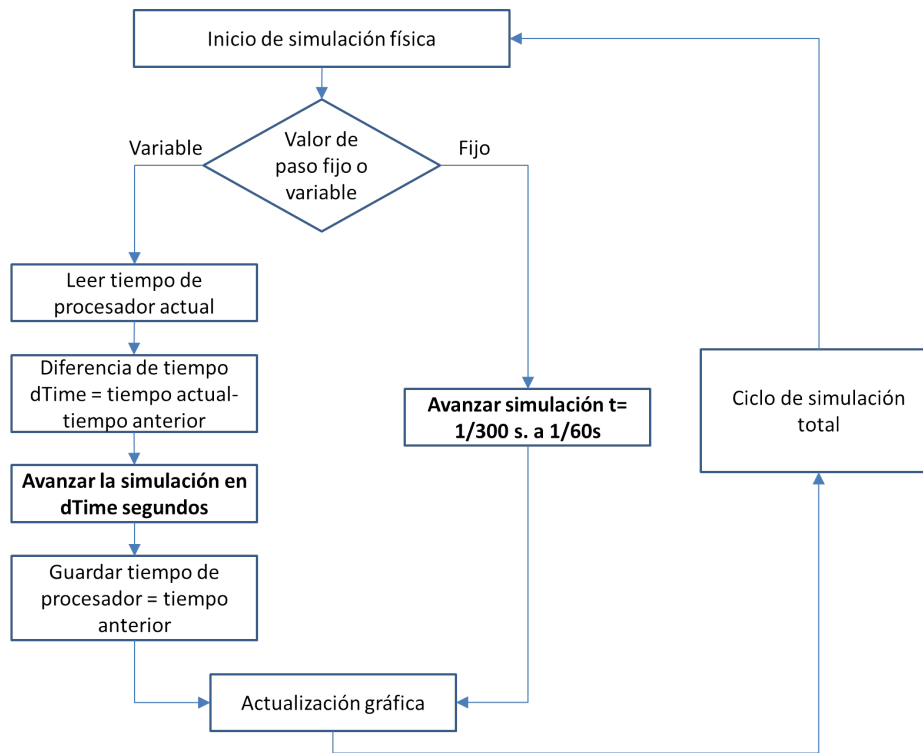 Inicio de simulación física
Valor de
paso fijo o
variable
Variable
Fijo
Leer tiempo de
procesador actual
Diferencia de tiempo
dTime = tiempo actual-
tiempo anterior
Avanzar la simulación en
dTime segundos
Guardar tiempo de
procesador = tiempo
anterior
Avanzar simulación t=
1/300 s. a 1/60s
Actualización gráfica
Ciclo de simulación
total